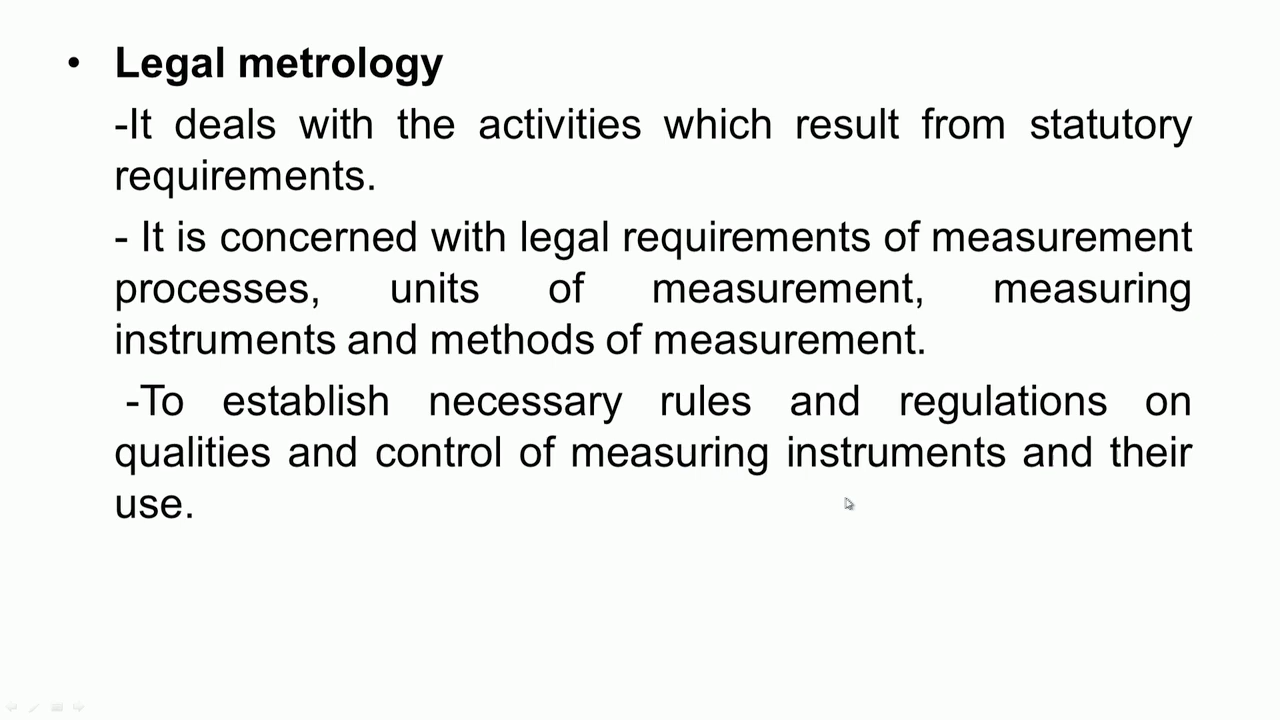 • Legal metrology
-It deals with the activities which result from statutory
requirements.
- It is concerned with legal requirements of measurement
processes, units of measurement, measuring
instruments and methods of measurement.
-To establish necessary rules and regulations on
qualities and control of measuring instruments and their
use.